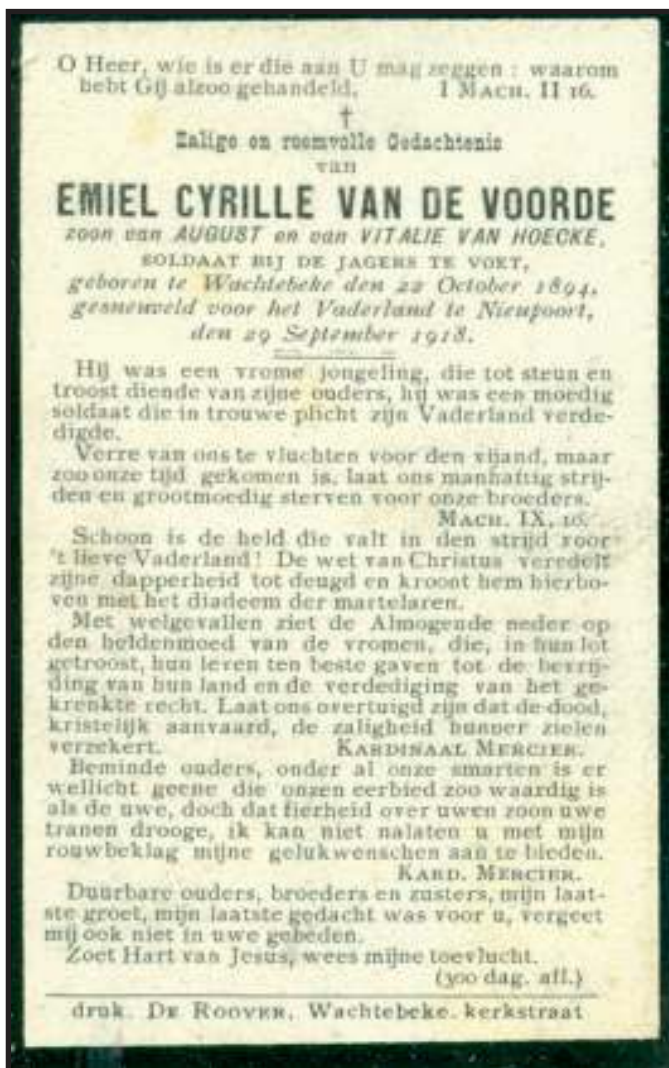 O Heer, wie is er die aan U mag zeggen : waarom
hebt Gij alzoo gehandeld. I MACH. II 16.
†
Zalige en roemvolle Gedachtenis
van
EMIEL CYRILLE VAN DE VOORDE
zoon van AUGUST en van VITALIE VAN HOECKE,
SOLDAAT BIJ DE JAGERS TE VOET,
geboren te Wachtebeke den 22 October 1894,
gesneuveld voor het Vaderland te Nieupoort,
den 29 September 1918.
Hij was een vrome jongeling, die tot steun en
troost diende van zijne ouders, hij was een moedig
soldaat die in trouwe plicht zijn Vaderland verde-
digde.
Verre van ons te vluchten voor den vijand, maar
zoo onze tijd gekomen is, laat ons manhaftig strij-
den en grootmoedig sterven voor onze broeders.
MACH. IX, 10.
Schoon is de held die valt in den strijd voor
't lieve Vaderland! De wet van Christus veredelt
zijne dapperheid tot deugd en kroont hem hierbo-
ven met het diadeem der martelaren.
Met welgevallen ziet de Almogende neder op
den heldenmoed van de vromen, die, in hun lot
getroost, hun leven ten beste gaven tot de bevrij-
ding van hun land en de verdediging van het ge-
krenkte recht. Laat ons overtuigd zijn dat de dood,
kristelijk aanvaard, de zaligheid hunner zielen
verzekert. KARDINAAL MERCIER.
Beminde ouders, onder al onze smarten is er
wellicht geene die onzen eerbied zoo waardig is
als de uwe, doch dat fierheid over uwen zoon uwe
tranen drooge, ik kan niet nalaten u met mijn
rouwbeklag mijne gelukwenschen aan te bieden.
KARD. MERCIER.
Duurbare ouders, broeders en zusters, mijn laat-
ste groet, mijn laatste gedacht was voor u, vergeet
mij ook niet in uwe gebeden.
Zoet Hart van Jesus, wees mijne toevlucht.
(300 dag. afl.)
druk. DE ROOVER, Wachtebeke. kerkstraat